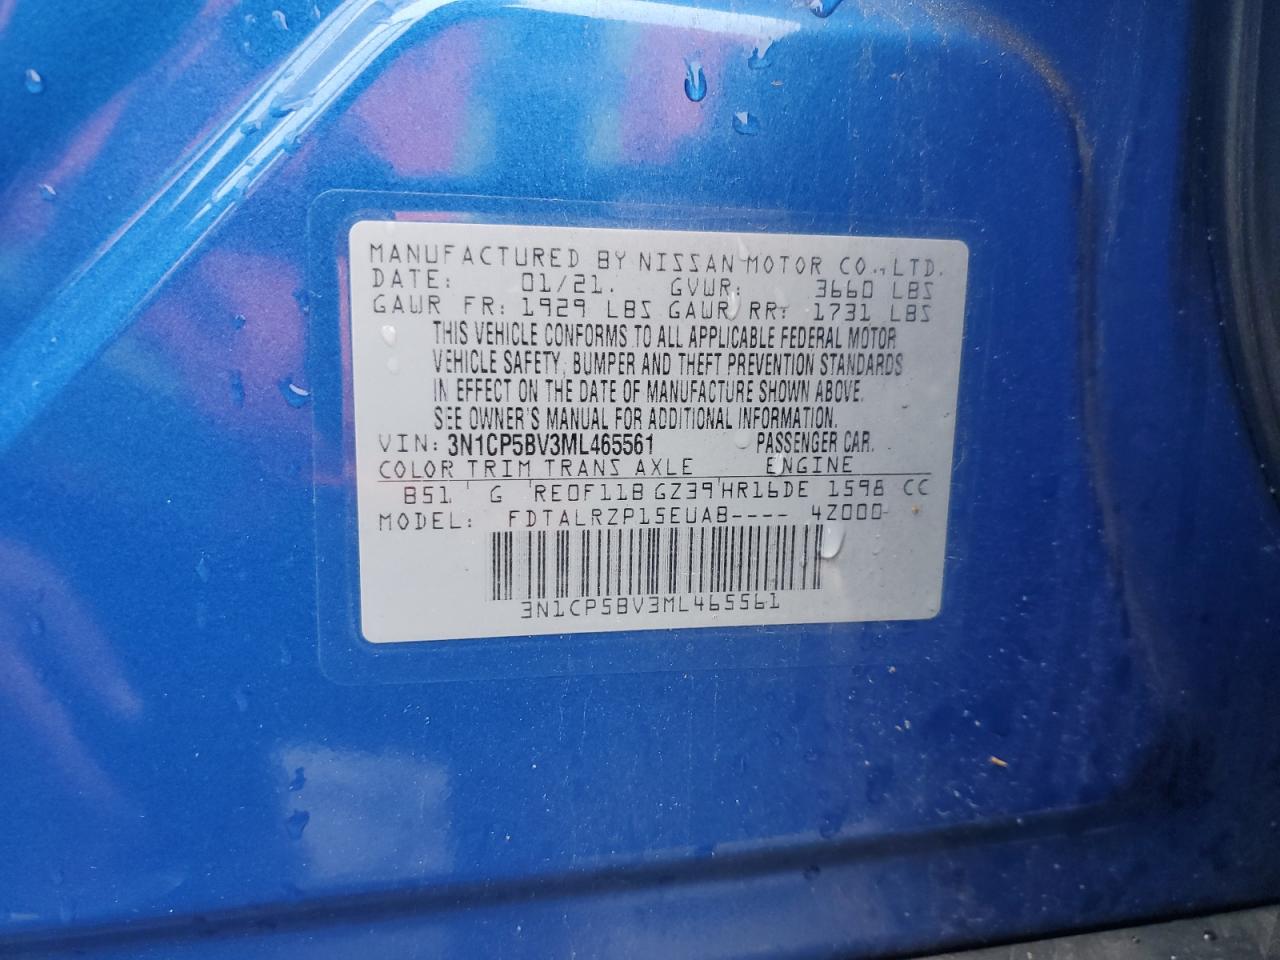 MANUFACTURED BY NISSAN MOTOR CO., LTD.
DATE: 01/21. GVWR: 3660 LBS
GAWR FR: 1929 LBS GAWR RR: 1731 LBS
THIS VEHICLE CONFORMS TO ALL APPLICABLE FEDERAL MOTOR
VEHICLE SAFETY, BUMPER AND THEFT PREVENTION STANDARDS
IN EFFECT ON THE DATE OF MANUFACTURE SHOWN ABOVE.
SEE OWNER'S MANUAL FOR ADDITIONAL INFORMATION.
VIN: 3N1CP5BV3ML465561 PASSENGER CAR.
COLOR TRIM TRANS AXLE ENGINE
B51 G RE0F11B GZ39 HR16DE 1598 CC
MODEL: FDTALRZP15EUAB---- 4Z000-
3N1CP5BV3ML465561